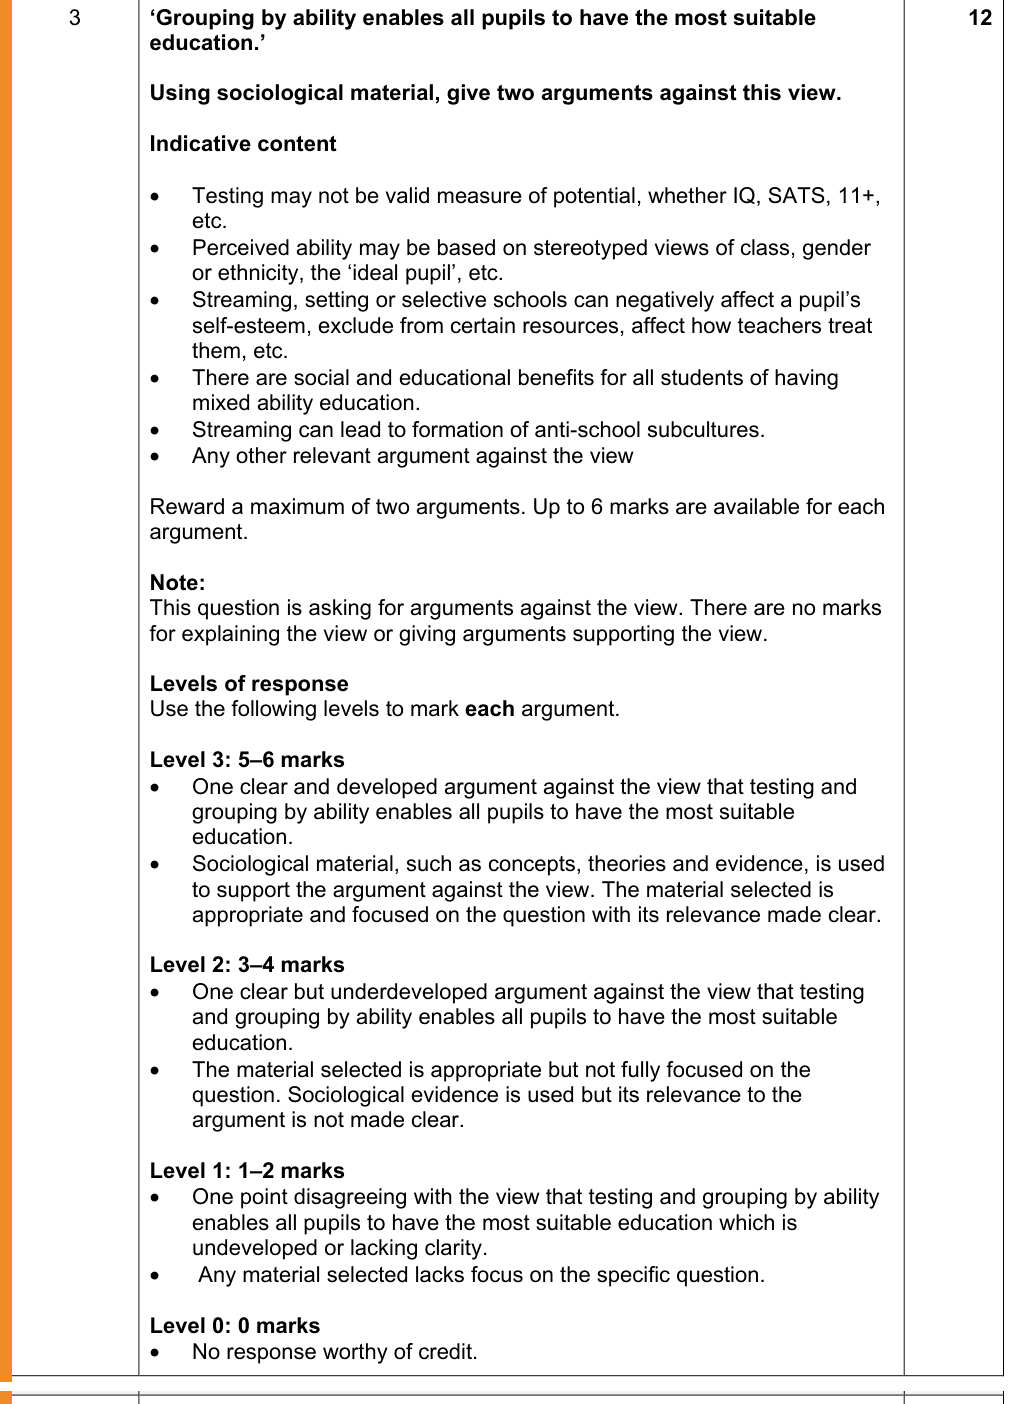 3
‘Grouping by ability enables all pupils to have the most suitable
education.’
12
Using sociological material, give two arguments against this view.
Indicative content
• Testing may not be valid measure of potential, whether IQ, SATS, 11+,
etc.
• Perceived ability may be based on stereotyped views of class, gender
or ethnicity, the ‘ideal pupil’, etc.
• Streaming, setting or selective schools can negatively affect a pupil’s
self-esteem, exclude from certain resources, affect how teachers treat
them, etc.
• There are social and educational benefits for all students of having
mixed ability education.
• Streaming can lead to formation of anti-school subcultures.
• Any other relevant argument against the view
Reward a maximum of two arguments. Up to 6 marks are available for each
argument.
Note:
This question is asking for arguments against the view. There are no marks
for explaining the view or giving arguments supporting the view.
Levels of response
Use the following levels to mark each argument.
Level 3: 5–6 marks
• One clear and developed argument against the view that testing and
grouping by ability enables all pupils to have the most suitable
education.
• Sociological material, such as concepts, theories and evidence, is used
to support the argument against the view. The material selected is
appropriate and focused on the question with its relevance made clear.
Level 2: 3–4 marks
• One clear but underdeveloped argument against the view that testing
and grouping by ability enables all pupils to have the most suitable
education.
• The material selected is appropriate but not fully focused on the
question. Sociological evidence is used but its relevance to the
argument is not made clear.
Level 1: 1–2 marks
• One point disagreeing with the view that testing and grouping by ability
enables all pupils to have the most suitable education which is
undeveloped or lacking clarity.
• Any material selected lacks focus on the specific question.
Level 0: 0 marks
• No response worthy of credit.